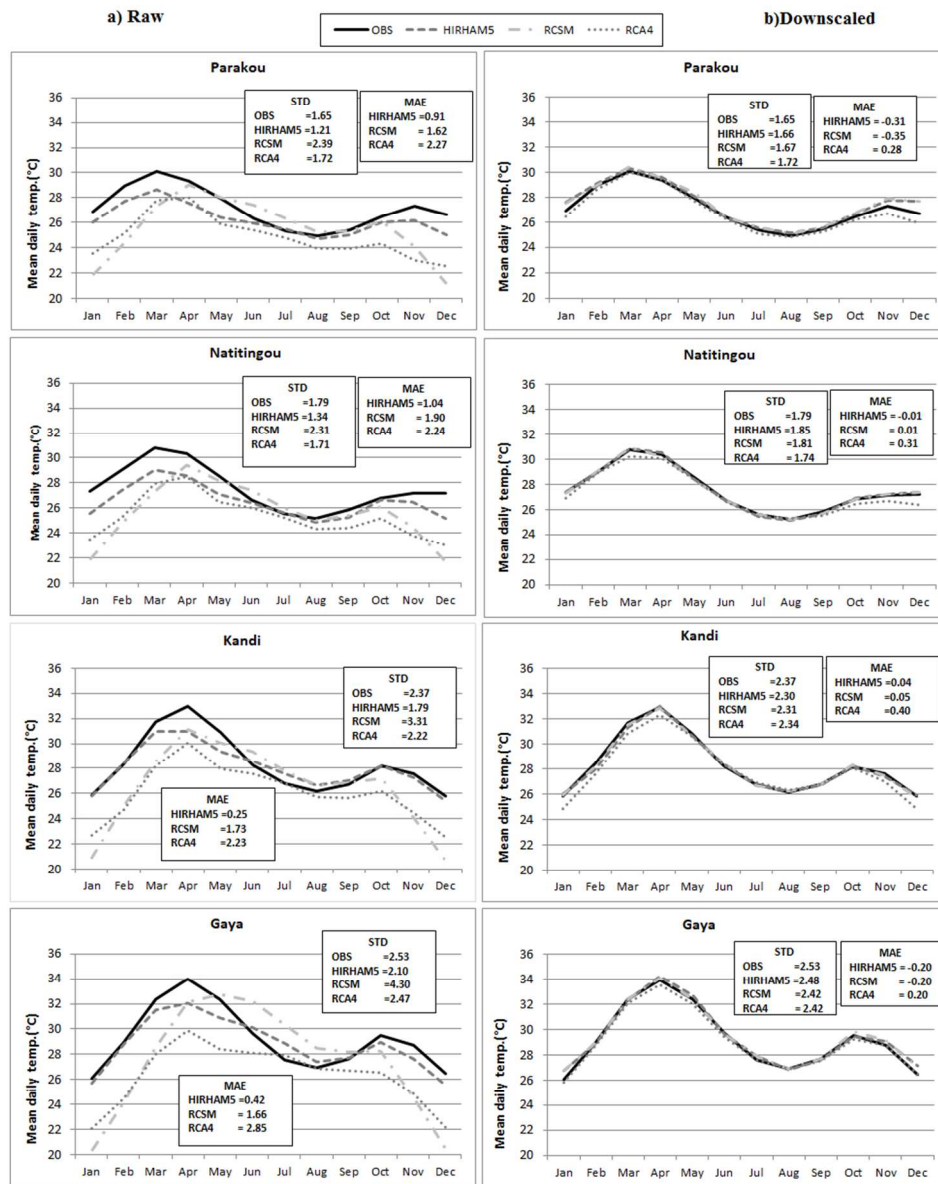 a) Raw
b)Downscaled
OBS HIRHAM5 RCSM RCA4
Parakou
Mean daily temp.(°C)
36
34
32
30
28
26
24
22
20
STD
OBS =1.65
HIRHAM5 =1.21
RCSM =2.39
RCA4 =1.72
MAE
HIRHAM5 =0.91
RCSM = 1.62
RCA4 = 2.27
Jan Feb Mar Apr May Jun Jul Aug Sep Oct Nov Dec
Parakou
Mean daily temp.(°C)
36
34
32
30
28
26
24
22
20
STD
OBS =1.65
HIRHAM5 =1.66
RCSM =1.67
RCA4 = 1.72
MAE
HIRHAM5 = -0.31
RCSM = -0.35
RCA4 = 0.28
Jan Feb Mar Apr May Jun Jul Aug Sep Oct Nov Dec
Natitingou
Mean daily temp.(°C)
36
34
32
30
28
26
24
22
20
STD
OBS =1.79
HIRHAM5 =1.34
RCSM =2.31
RCA4 =1.71
MAE
HIRHAM5 =1.04
RCSM = 1.90
RCA4 = 2.24
Jan Feb Mar Apr May Jun Jul Aug Sep Oct Nov Dec
Natitingou
Mean daily temp.(°C)
36
34
32
30
28
26
24
22
20
STD
OBS =1.79
HIRHAM5 =1.85
RCSM =1.81
RCA4 =1.74
MAE
HIRHAM5 = -0.01
RCSM = 0.01
RCA4 = 0.31
Jan Feb Mar Apr May Jun Jul Aug Sep Oct Nov Dec
Kandi
Mean daily temp.(°C)
36
34
32
30
28
26
24
22
20
STD
OBS =2.37
HIRHAM5 =1.79
RCSM =3.31
RCA4 =2.22
MAE
HIRHAM5 =0.25
RCSM =1.73
RCA4 =2.23
Jan Feb Mar Apr May Jun Jul Aug Sep Oct Nov Dec
Kandi
Mean daily temp.(°C)
36
34
32
30
28
26
24
22
20
STD
OBS =2.37
HIRHAM5 =2.30
RCSM =2.31
RCA4 =2.34
MAE
HIRHAM5 =0.04
RCSM =0.05
RCA4 =0.40
Jan Feb Mar Apr May Jun Jul Aug Sep Oct Nov Dec
Gaya
Mean daily temp.(°C)
36
34
32
30
28
26
24
22
20
STD
OBS =2.53
HIRHAM5 =2.10
RCSM =4.30
RCA4 =2.47
MAE
HIRHAM5 =0.42
RCSM = 1.66
RCA4 = 2.85
Jan Feb Mar Apr May Jun Jul Aug Sep Oct Nov Dec
Gaya
Mean daily temp.(°C)
36
34
32
30
28
26
24
22
20
STD
OBS =2.53
HIRHAM5 =2.48
RCSM =2.42
RCA4 =2.42
MAE
HIRHAM5 = -0.20
RCSM = -0.20
RCA4 = 0.20
Jan Feb Mar Apr May Jun Jul Aug Sep Oct Nov Dec